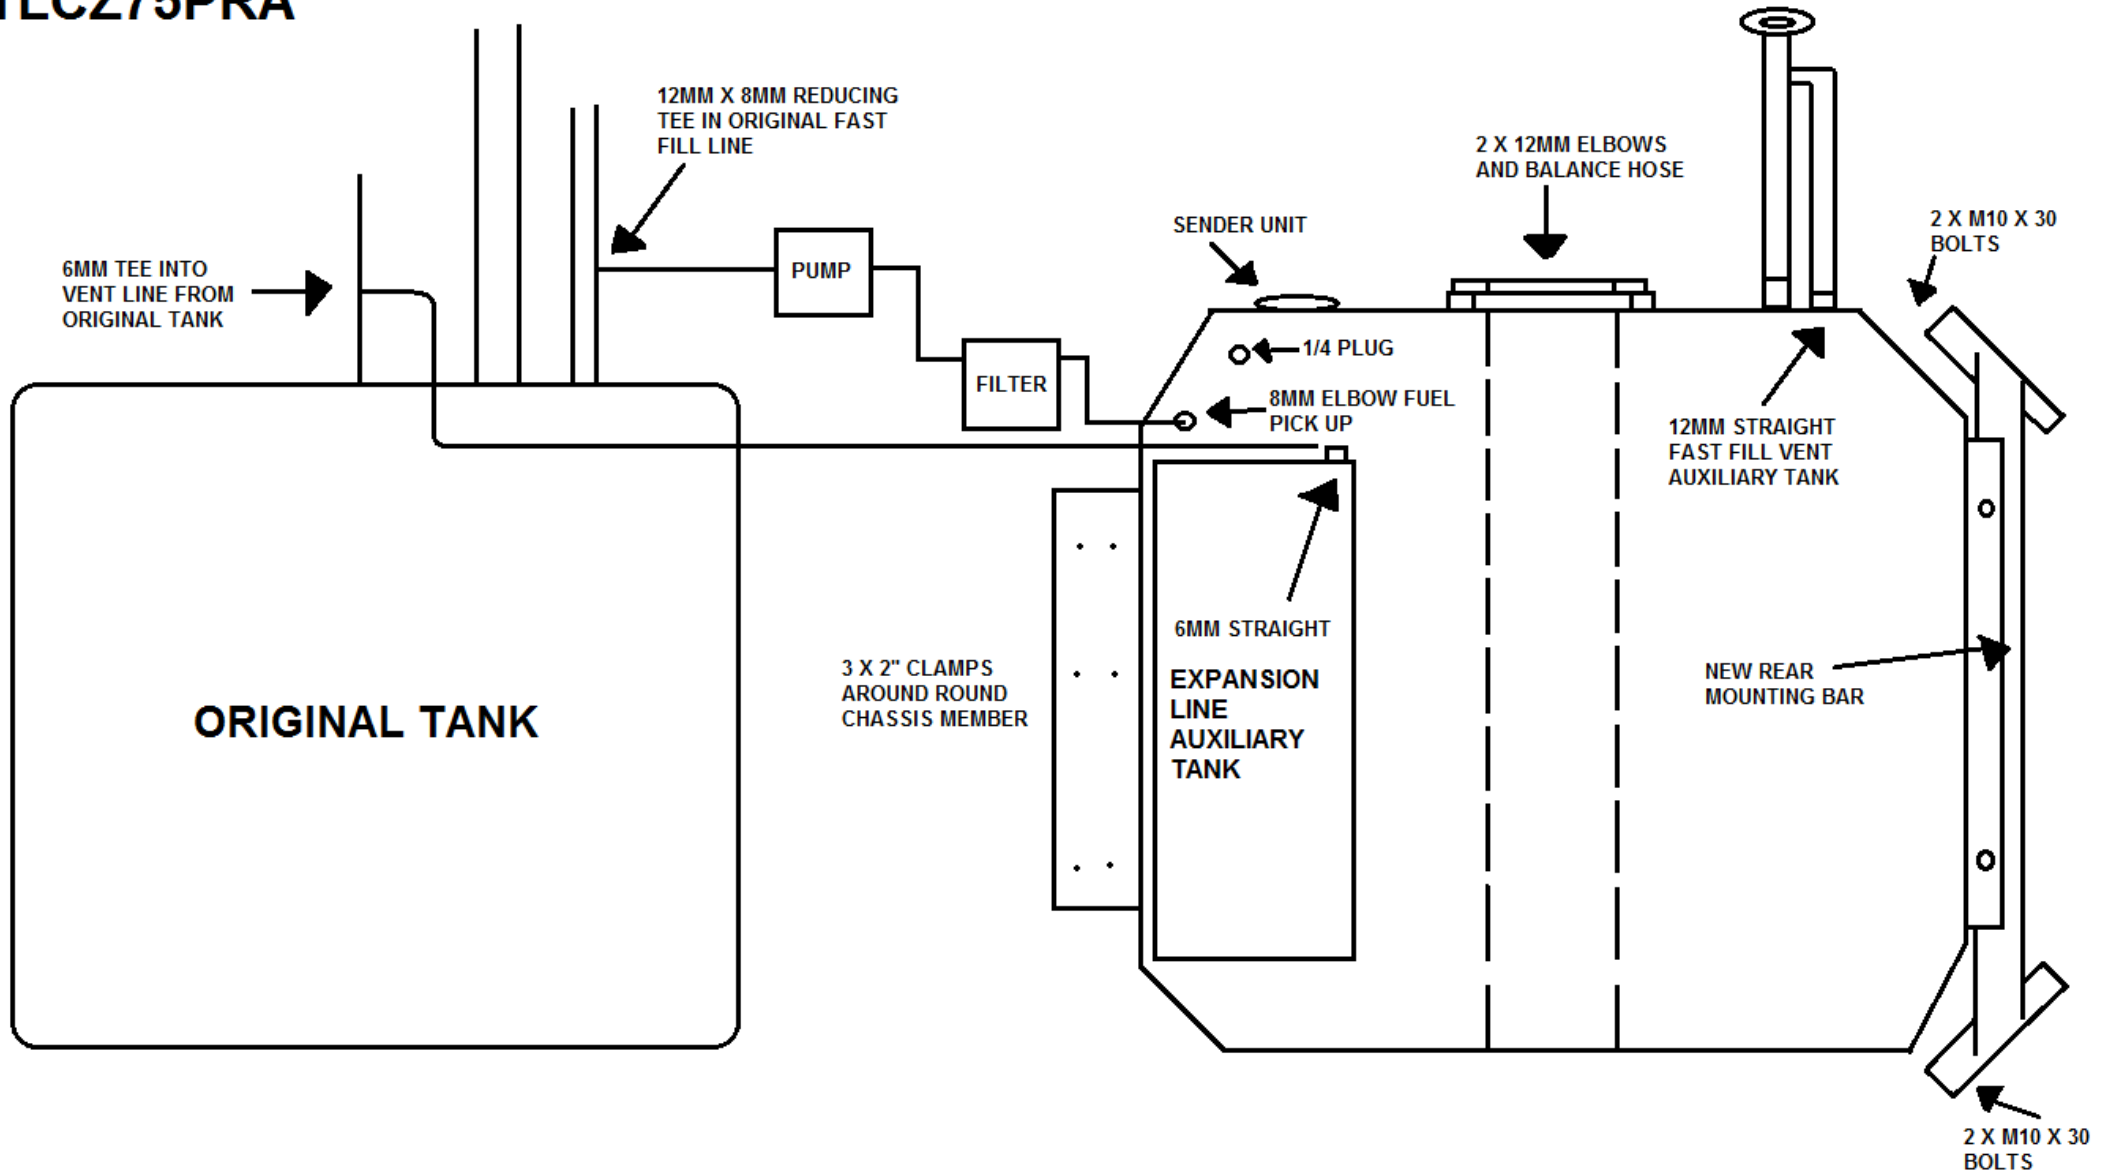 TLCZ75PRA
12MM X 8MM REDUCING
TEE IN ORIGINAL FAST
FILL LINE
2 X 12MM ELBOWS
AND BALANCE HOSE
SENDER UNIT
2 X M10 X 30
BOLTS
6MM TEE INTO
VENT LINE FROM
ORIGINAL TANK
PUMP
1/4 PLUG
FILTER
8MM ELBOW FUEL
PICK UP
12MM STRAIGHT
FAST FILL VENT
AUXILIARY TANK
6MM STRAIGHT
3 X 2" CLAMPS
AROUND ROUND
CHASSIS MEMBER
EXPANSION
LINE
AUXILIARY
TANK
NEW REAR
MOUNTING BAR
ORIGINAL TANK
2 X M10 X 30
BOLTS